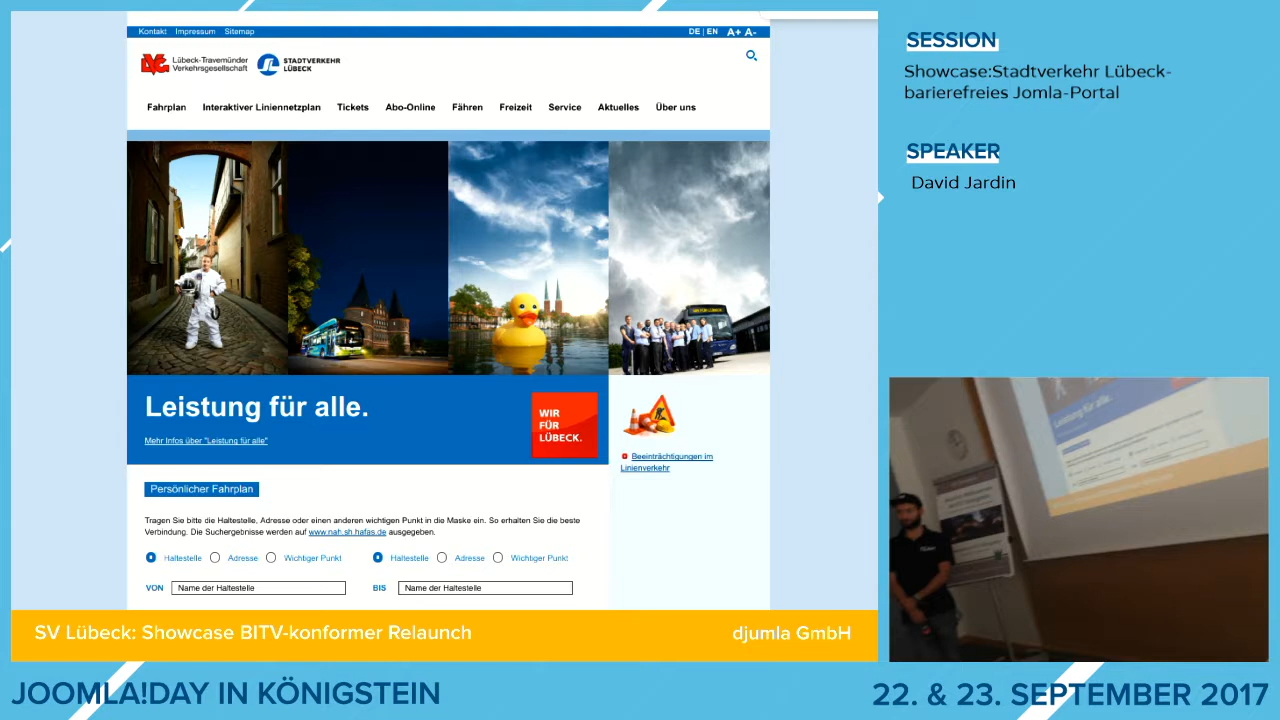 Kontakt Impressum Sitemap
DE | EN A+ A-
LVG Lübeck-Travemünder
Verkehrsgesellschaft
STADTVERKEHR
LÜBECK
Fahrplan Interaktiver Liniennetzplan Tickets Abo-Online Fähren Freizeit Service Aktuelles Über uns
Leistung für alle.
Mehr Infos über "Leistung für alle"
WIR
FÜR
LÜBECK.
Beeinträchtigungen im
Linienverkehr
Persönlicher Fahrplan
Tragen Sie bitte die Haltestelle, Adresse oder einen anderen wichtigen Punkt in die Maske ein. So erhalten Sie die beste
Verbindung. Die Suchergebnisse werden auf www.nah.sh.hafas.de ausgegeben.
Haltestelle Adresse Wichtiger Punkt Haltestelle Adresse Wichtiger Punkt
VON Name der Haltestelle BIS Name der Haltestelle
SV Lübeck: Showcase BITV-konformer Relaunch djumla GmbH
SESSION
Showcase:Stadtverkehr Lübeck-
barierefreies Jomla-Portal
SPEAKER
David Jardin
Leistung für alle.
JOOMLA!DAY IN KÖNIGSTEIN
22. & 23. SEPTEMBER 2017